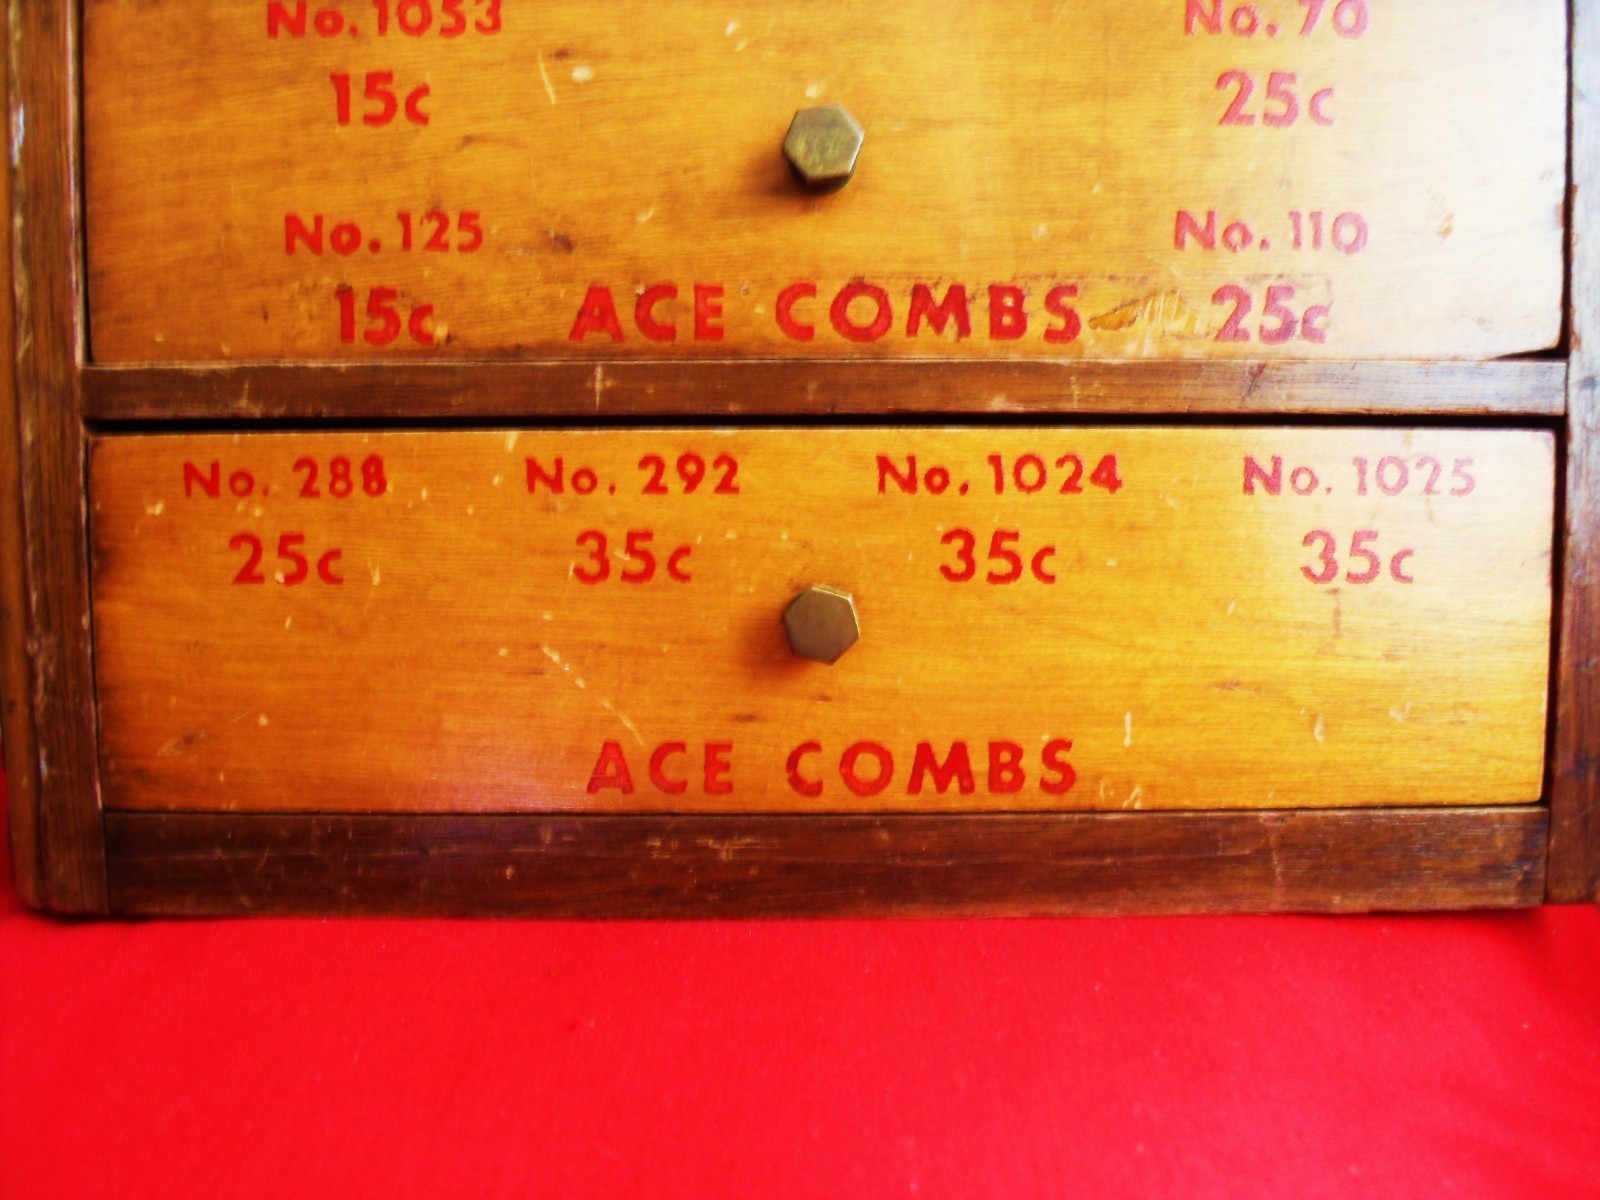 No. 1053 No. 70
15c 25c
No. 125 No. 110
15c ACE COMBS 25c
No. 288 No. 292 No. 1024 No. 1025
25c 35c 35c 35c
ACE COMBS